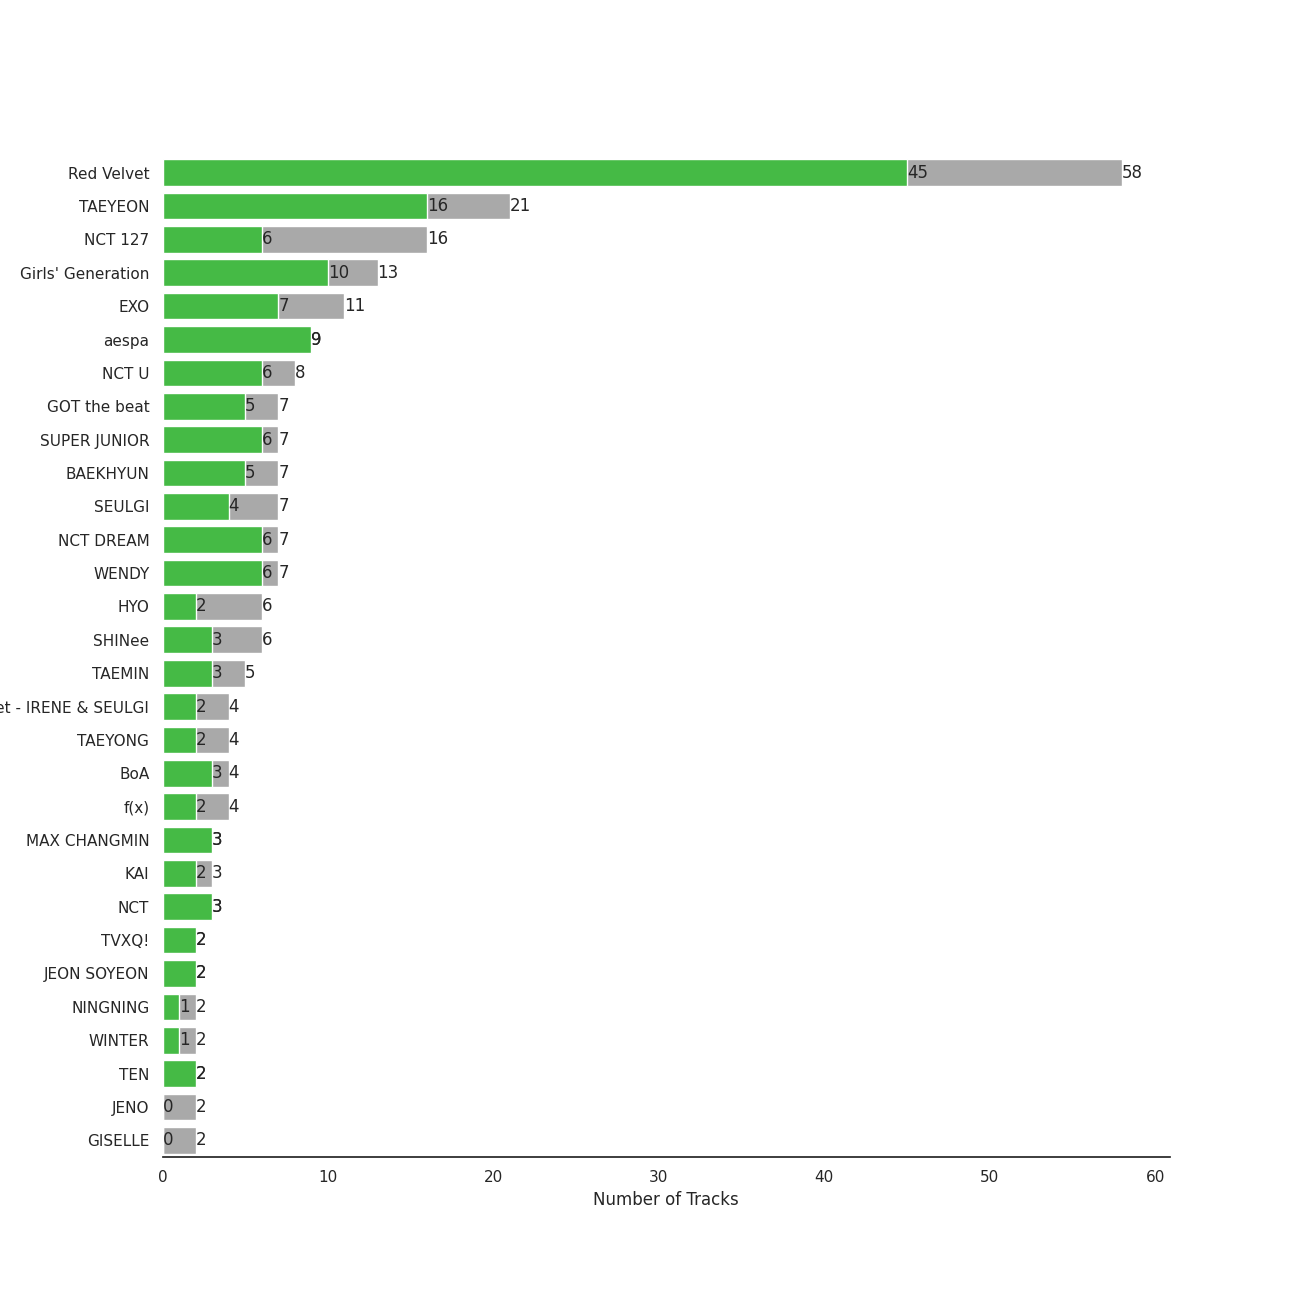 Red Velvet 45 58
TAEYEON 16 21
NCT 127 6 16
Girls' Generation 10 13
EXO 7 11
aespa 9
NCT U 6 8
GOT the beat 5 7
SUPER JUNIOR 6 7
BAEKHYUN 5 7
SEULGI 4 7
NCT DREAM 6 7
WENDY 6 7
HYO 2 6
SHINee 3 6
TAEMIN 3 5
et - IRENE & SEULGI 2 4
TAEYONG 2 4
BoA 3 4
f(x) 2 4
MAX CHANGMIN 3
KAI 2 3
NCT 3
TVXQ! 2
JEON SOYEON 2
NINGNING 1 2
WINTER 1 2
TEN 2
JENO 0 2
GISELLE 0 2
0 10 20 30 40 50 60
Number of Tracks